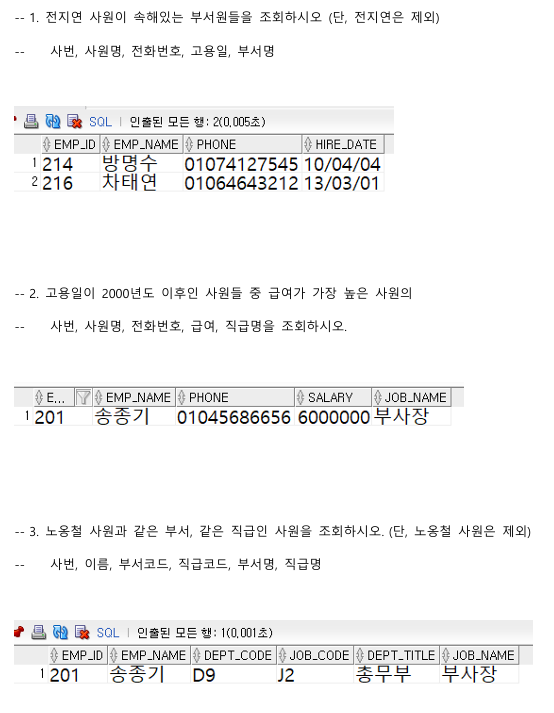 -- 1. 전지연 사원이 속해있는 부서원들을 조회하시오 (단, 전지연은 제외)
-- 사번, 사원명, 전화번호, 고용일, 부서명
SQL | 인출된 모든 행: 2(0,005초)
EMP_ID EMP_NAME PHONE HIRE_DATE
1 214 방명수 01074127545 10/04/04
2 216 차태연 01064643212 13/03/01
-- 2. 고용일이 2000년도 이후인 사원들 중 급여가 가장 높은 사원의
-- 사번, 사원명, 전화번호, 급여, 직급명을 조회하시오.
E... EMP_NAME PHONE SALARY JOB_NAME
1 201 송종기 01045686656 6000000 부사장
-- 3. 노옹철 사원과 같은 부서, 같은 직급인 사원을 조회하시오. (단, 노옹철 사원은 제외)
-- 사번, 이름, 부서코드, 직급코드, 부서명, 직급명
SQL | 인출된 모든 행: 1(0,001초)
EMP_ID EMP_NAME DEPT_CODE JOB_CODE DEPT_TITLE JOB_NAME
1 201 송종기 D9 J2 총무부 부사장